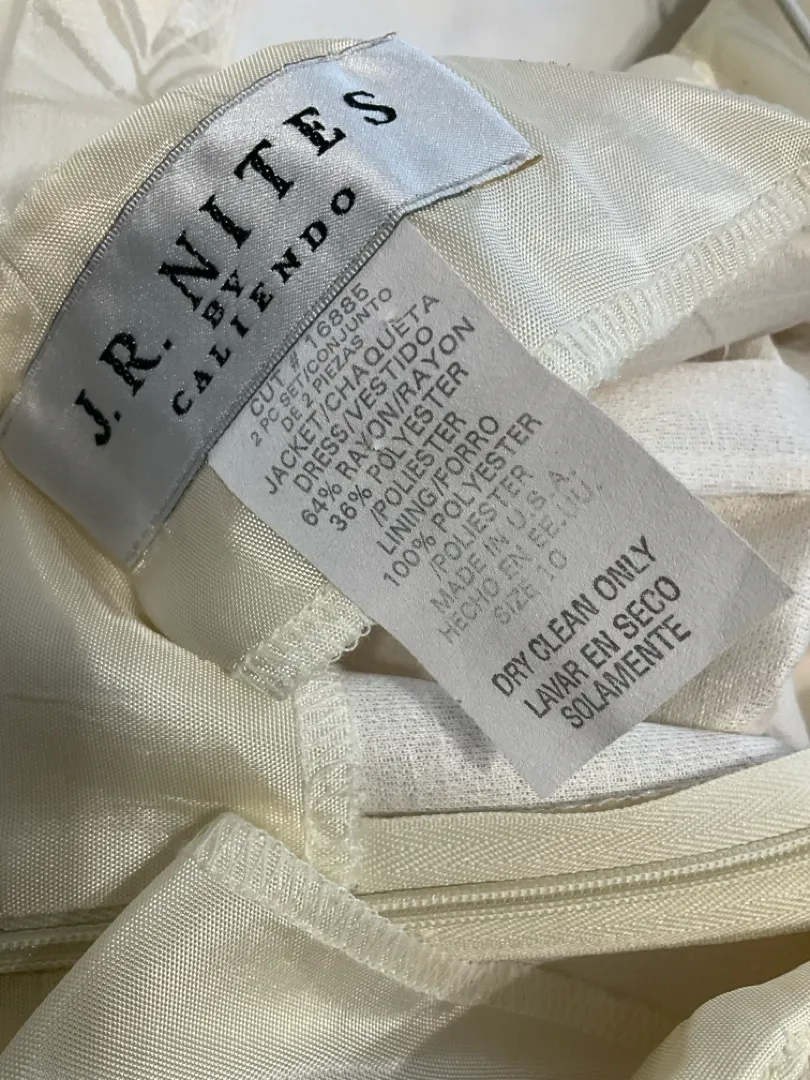 J.R. NITES
BY
CALIENDO
CUT # 16885
2 PC SET/CONJUNTO
DE 2 PIEZAS
JACKET/CHAQUETA
DRESS/VESTIDO
64% RAYON/RAYON
36% POLYESTER
/POLIESTER
LINING/FORRO
100% POLYESTER
/POLIESTER
MADE IN U.S.A.
HECHO EN EE.UU.
SIZE 10
DRY CLEAN ONLY
LAVAR EN SECO
SOLAMENTE